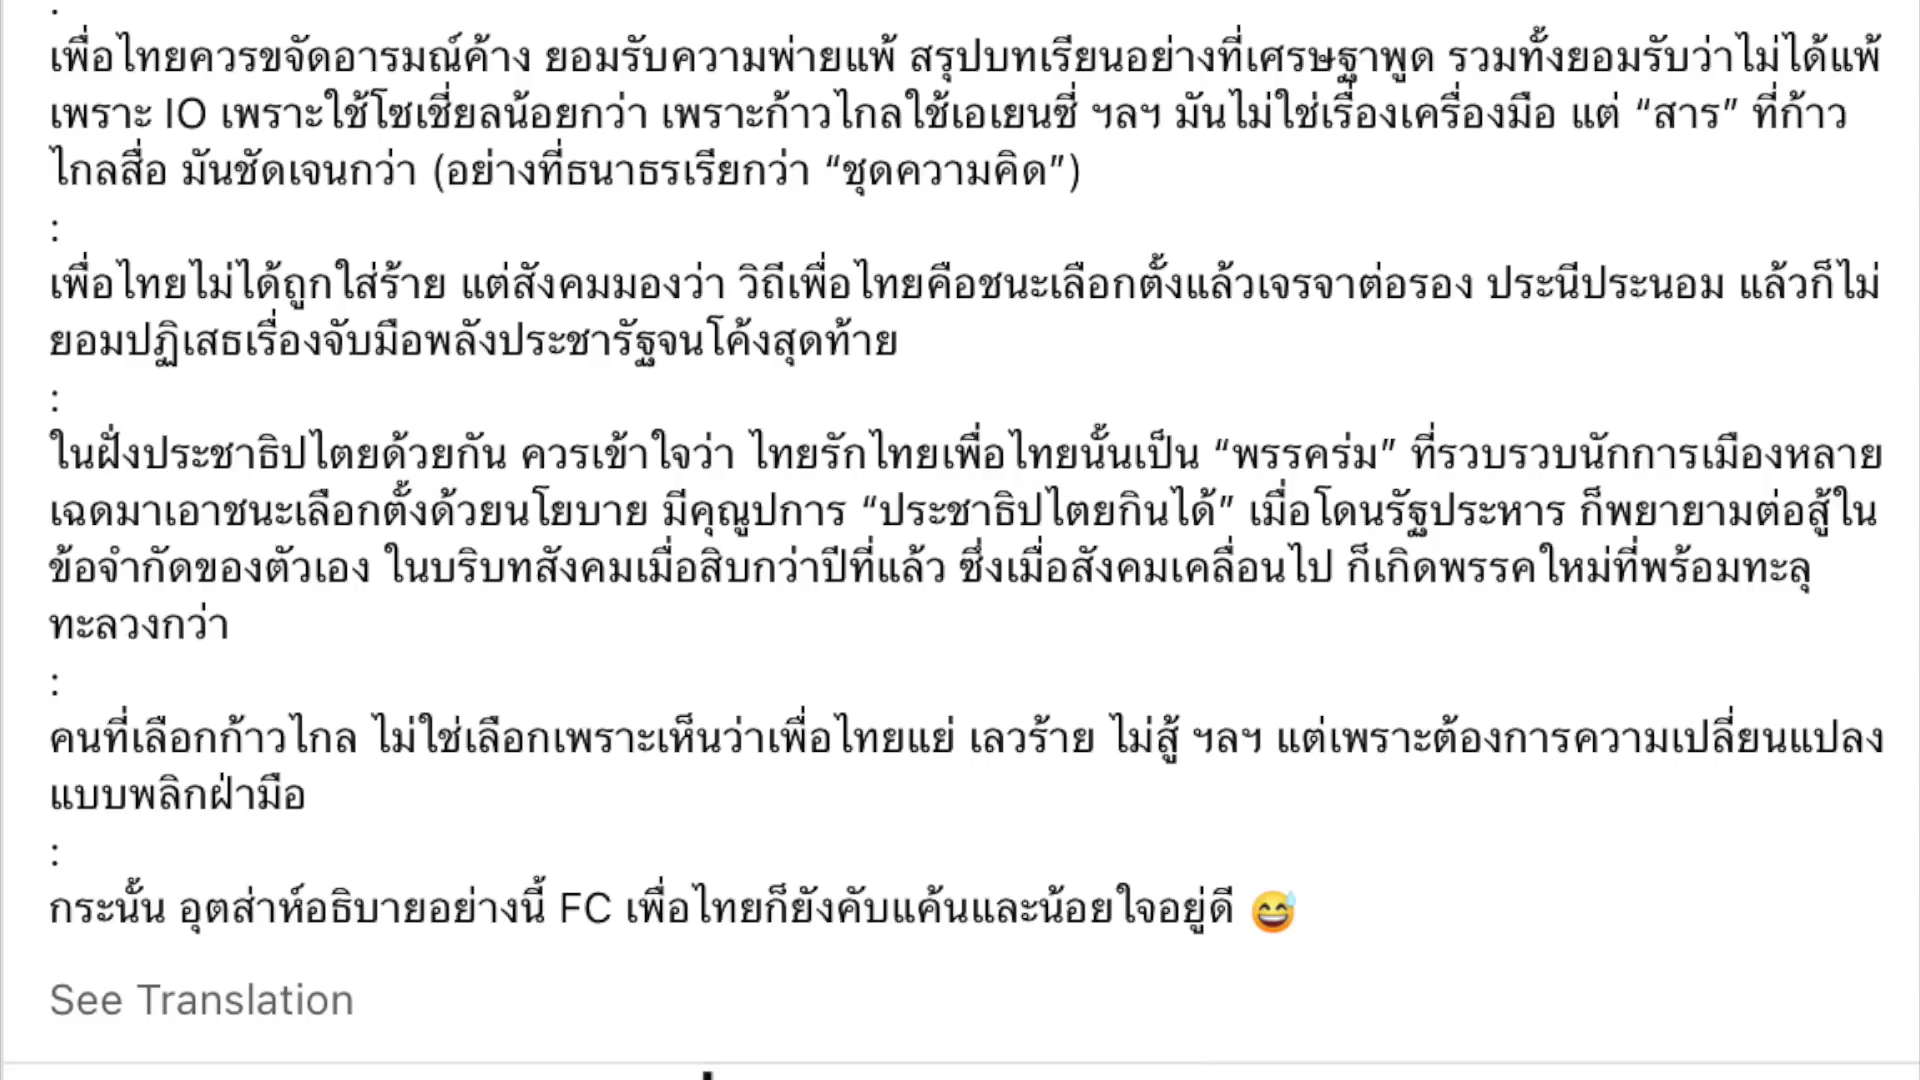 :
เพื่อไทยควรขจัดอารมณ์ค้าง ยอมรับความพ่ายแพ้ สรุปบทเรียนอย่างที่เศรษฐาพูด รวมทั้งยอมรับว่าไม่ได้แพ้
เพราะ IO เพราะใช้โซเชี่ยลน้อยกว่า เพราะก้าวไกลใช้เอเยนซี่ ฯลฯ มันไม่ใช่เรื่องเครื่องมือ แต่ “สาร” ที่ก้าว
ไกลสื่อ มันชัดเจนกว่า (อย่างที่ธนาธรเรียกว่า “ชุดความคิด”)
:
เพื่อไทยไม่ได้ถูกใส่ร้าย แต่สังคมมองว่า วิถีเพื่อไทยคือชนะเลือกตั้งแล้วเจรจาต่อรอง ประนีประนอม แล้วก็ไม่
ยอมปฏิเสธเรื่องจับมือพลังประชารัฐจนโค้งสุดท้าย
:
ในฝั่งประชาธิปไตยด้วยกัน ควรเข้าใจว่า ไทยรักไทยเพื่อไทยนั้นเป็น “พรรคร่ม” ที่รวบรวบนักการเมืองหลาย
เฉดมาเอาชนะเลือกตั้งด้วยนโยบาย มีคุณูปการ “ประชาธิปไตยกินได้” เมื่อโดนรัฐประหาร ก็พยายามต่อสู้ใน
ข้อจำกัดของตัวเอง ในบริบทสังคมเมื่อสิบกว่าปีที่แล้ว ซึ่งเมื่อสังคมเคลื่อนไป ก็เกิดพรรคใหม่ที่พร้อมทะลุ
ทะลวงกว่า
:
คนที่เลือกก้าวไกล ไม่ใช่เลือกเพราะเห็นว่าเพื่อไทยแย่ เลวร้าย ไม่สู้ ฯลฯ แต่เพราะต้องการความเปลี่ยนแปลง
แบบพลิกฝ่ามือ
:
กระนั้น อุตส่าห์อธิบายอย่างนี้ FC เพื่อไทยก็ยังคับแค้นและน้อยใจอยู่ดี 😅
See Translation